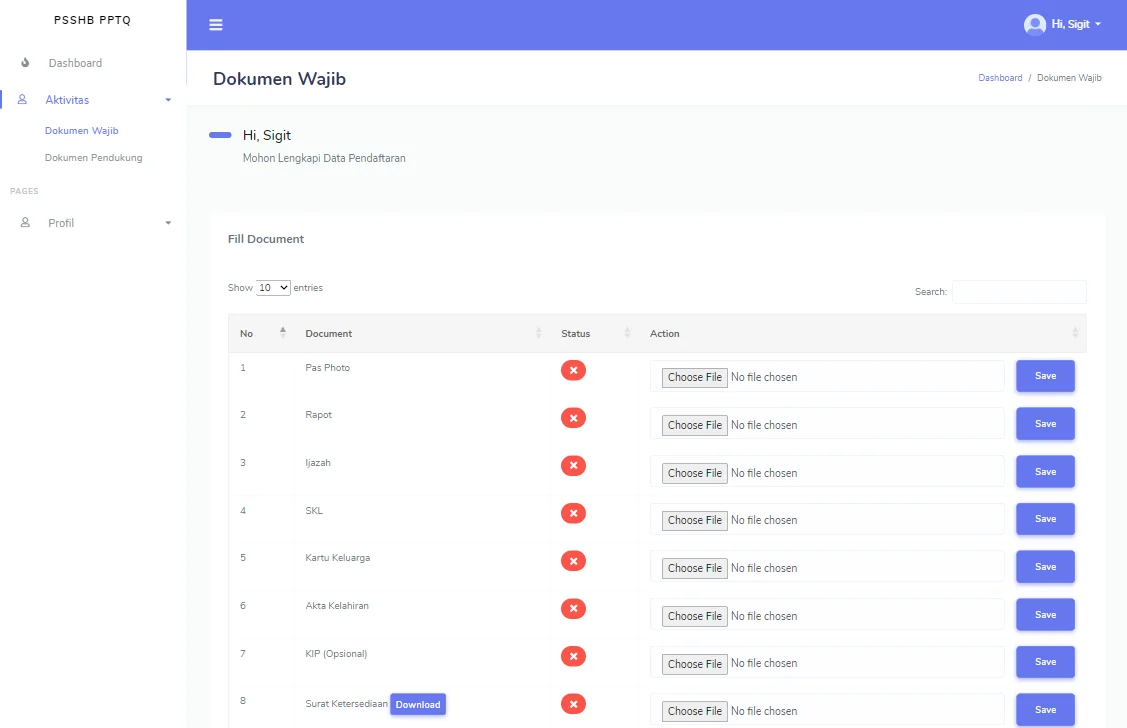 PSSHB PPTQ
Hi, Sigit
Dashboard
Aktivitas
Dokumen Wajib
Dokumen Pendukung
PAGES
Profil
Dokumen Wajib
Dashboard / Dokumen Wajib
Hi, Sigit
Mohon Lengkapi Data Pendaftaran
Fill Document
Show 10 entries
Search:
No Document Status Action
1 Pas Photo Choose File No file chosen Save
2 Rapot Choose File No file chosen Save
3 Ijazah Choose File No file chosen Save
4 SKL Choose File No file chosen Save
5 Kartu Keluarga Choose File No file chosen Save
6 Akta Kelahiran Choose File No file chosen Save
7 KIP (Opsional) Choose File No file chosen Save
8 Surat Ketersediaan Download Choose File No file chosen Save